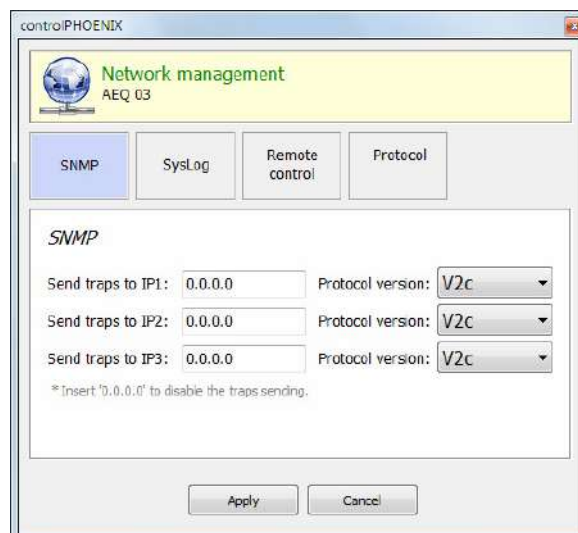 controlPHOENIX
Network management
AEQ 03
SNMP
SysLog
Remote
control
Protocol
SNMP
Send traps to IP1: 0.0.0.0 Protocol version: V2c
Send traps to IP2: 0.0.0.0 Protocol version: V2c
Send traps to IP3: 0.0.0.0 Protocol version: V2c
* Insert '0.0.0.0' to disable the traps sending.
Apply Cancel